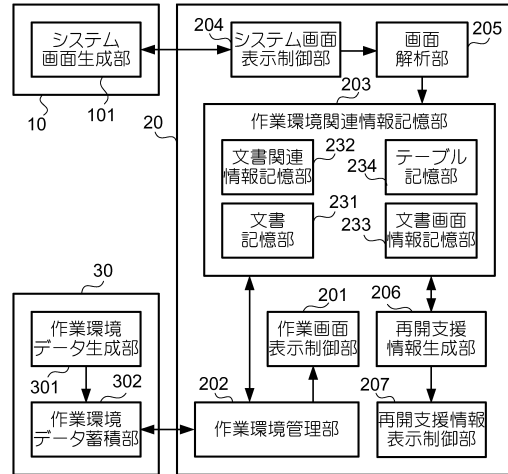 システム
画面生成部
101
10
204
システム画面
表示制御部
画面
解析部
205
20
203
作業環境関連情報記憶部
文書関連
情報記憶部
232
234
テーブル
記憶部
文書
記憶部
231
233
文書画面
情報記憶部
30
作業環境
データ生成部
301
302
作業環境
データ蓄積部
201
作業画面
表示制御部
202
作業環境管理部
206
再開支援
情報生成部
207
再開支援情報
表示制御部